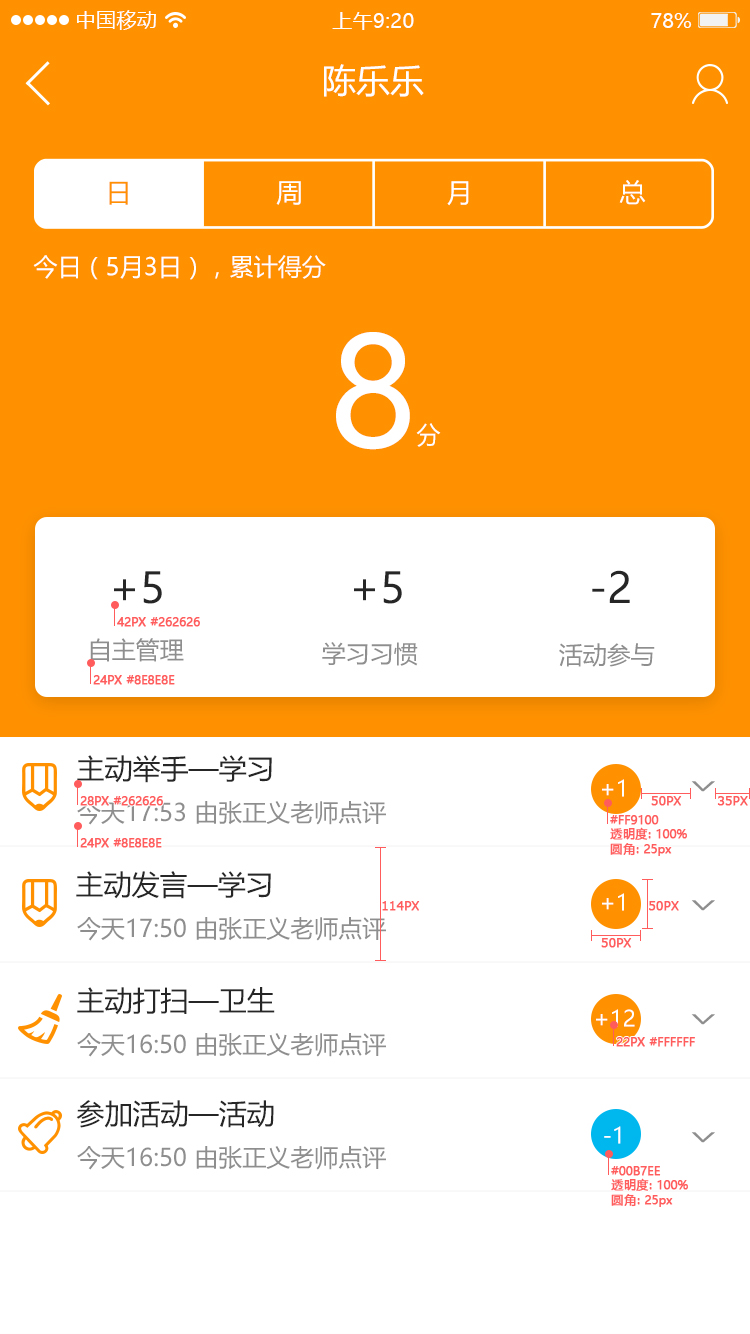 中国移动 上午9:20 78%
陈乐乐
日 周 月 总
今日（5月3日），累计得分
8分
+5 +5 -2
42PX #262626
自主管理 学习习惯 活动参与
24PX #8E8E8E
主动举手—学习
+1
50PX 35PX
28PX #262626
今天17:53 由张正义老师点评
#FF9100
透明度: 100%
圆角: 25px
24PX #8E8E8E
主动发言—学习
+1
114PX
50PX
今天17:50 由张正义老师点评
50PX
主动打扫—卫生
+12
22PX #FFFFFF
今天16:50 由张正义老师点评
参加活动—活动
-1
今天16:50 由张正义老师点评
#00B7EE
透明度: 100%
圆角: 25px